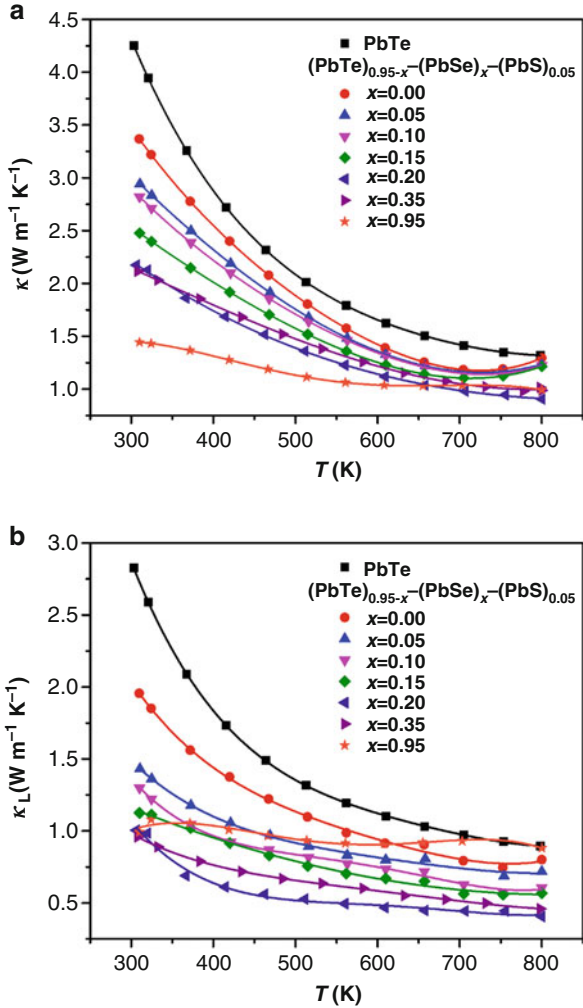 a
4.5
4.0
3.5
3.0
2.5
2.0
1.5
1.0
κ (W m⁻¹ K⁻¹)
PbTe
(PbTe)₀.₉₅₋ₓ–(PbSe)ₓ–(PbS)₀.₀₅
x=0.00
x=0.05
x=0.10
x=0.15
x=0.20
x=0.35
x=0.95
300 400 500 600 700 800
T (K)
b
3.0
2.5
2.0
1.5
1.0
0.5
κL(W m⁻¹ K⁻¹)
PbTe
(PbTe)₀.₉₅₋ₓ–(PbSe)ₓ–(PbS)₀.₀₅
x=0.00
x=0.05
x=0.10
x=0.15
x=0.20
x=0.35
x=0.95
300 400 500 600 700 800
T (K)